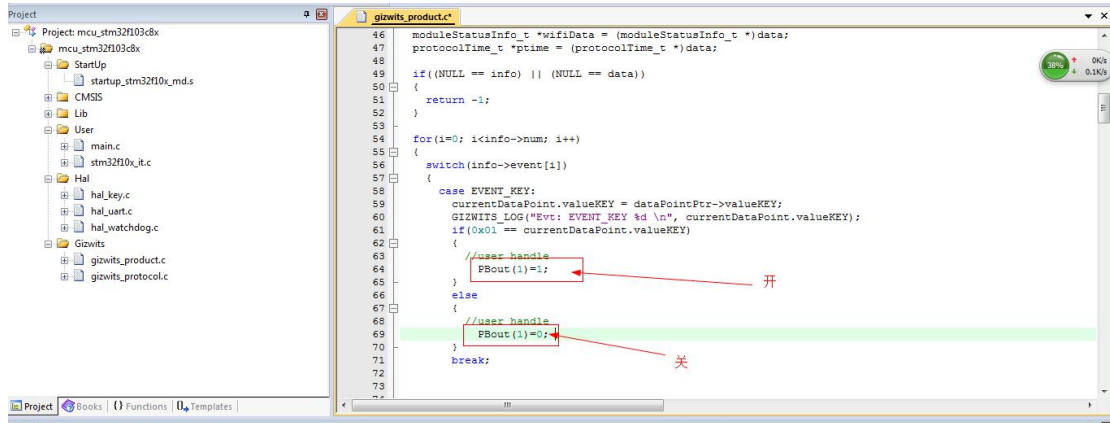 Project
Project: mcu_stm32f103c8x
mcu_stm32f103c8x
StartUp
startup_stm32f10x_md.s
CMSIS
Lib
User
main.c
stm32f10x_it.c
Hal
hal_key.c
hal_uart.c
hal_watchdog.c
Gizwits
gizwits_product.c
gizwits_protocol.c
Project Books {} Functions 0 Templates
gizwits_product.c*
46 moduleStatusInfo_t *wifiData = (moduleStatusInfo_t *)data;
47 protocolTime_t *ptime = (protocolTime_t *)data;
48
49 if((NULL == info) || (NULL == data))
50 {
51 return -1;
52 }
53
54 for(i=0; i<info->num; i++)
55 {
56 switch(info->event[i])
57 {
58 case EVENT_KEY:
59 currentDataPoint.valueKEY = dataPointPtr->valueKEY;
60 GIZWITS_LOG("Evt: EVENT_KEY %d \n", currentDataPoint.valueKEY);
61 if(0x01 == currentDataPoint.valueKEY)
62 {
63 //user handle
64 PBout(1)=1;
65 }
66 else
67 {
68 //user handle
69 PBout(1)=0;
70 }
71 break;
72
73
开
关
38%
0K/s
0.1K/s